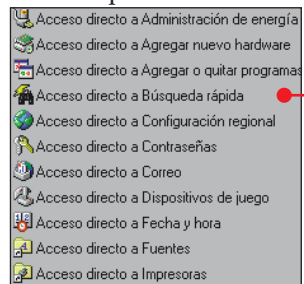 Acceso directo a Administración de energía
Acceso directo a Agregar nuevo hardware
Acceso directo a Agregar o quitar programas
Acceso directo a Búsqueda rápida
Acceso directo a Configuración regional
Acceso directo a Contraseñas
Acceso directo a Correo
Acceso directo a Dispositivos de juego
Acceso directo a Fecha y hora
Acceso directo a Fuentes
Acceso directo a Impresoras